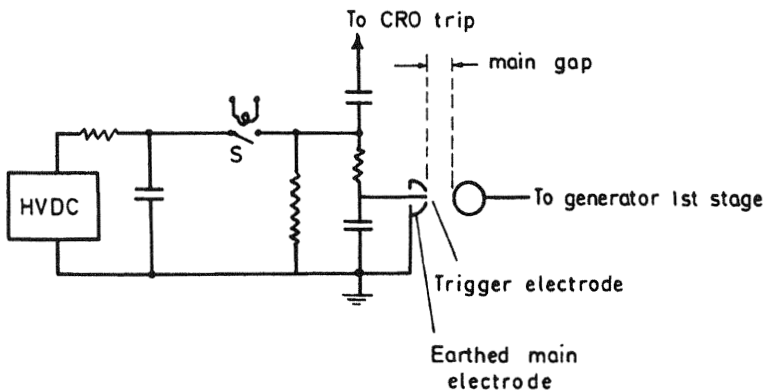 To CRO trip
main gap
S
HVDC
To generator 1st stage
Trigger electrode
Earthed main
electrode